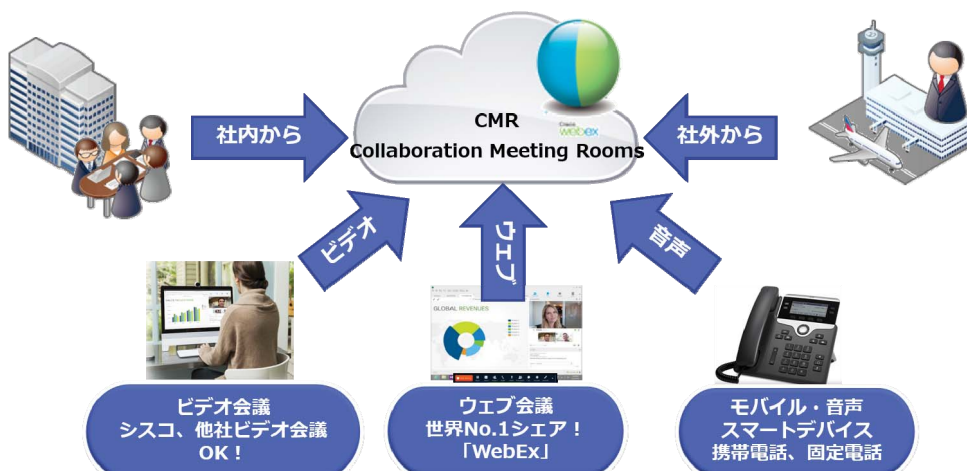 社内から
CMR
Collaboration Meeting Rooms
Cisco
webex
社外から
ビデオ
ウェブ
音声
GLOBAL REVENUES
ビデオ会議
シスコ、他社ビデオ会議
OK！
ウェブ会議
世界No.1シェア！
「WebEx」
モバイル・音声
スマートデバイス
携帯電話、固定電話